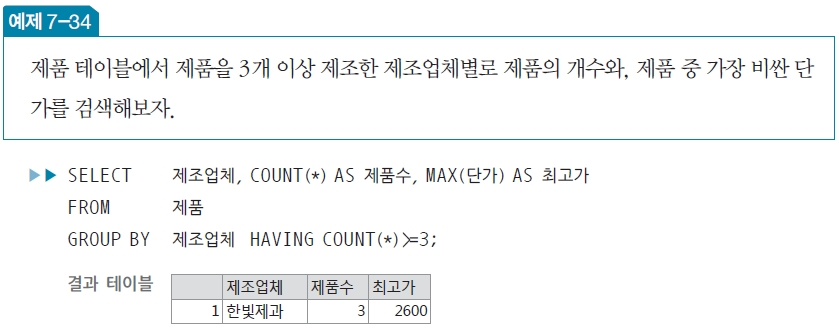 예제 7-34
제품 테이블에서 제품을 3개 이상 제조한 제조업체별로 제품의 개수와, 제품 중 가장 비싼 단
가를 검색해보자.
▶▶ SELECT 제조업체, COUNT(*) AS 제품수, MAX(단가) AS 최고가
FROM 제품
GROUP BY 제조업체 HAVING COUNT(*)>=3;
결과 테이블
제조업체 제품수 최고가
1 한빛제과 3 2600